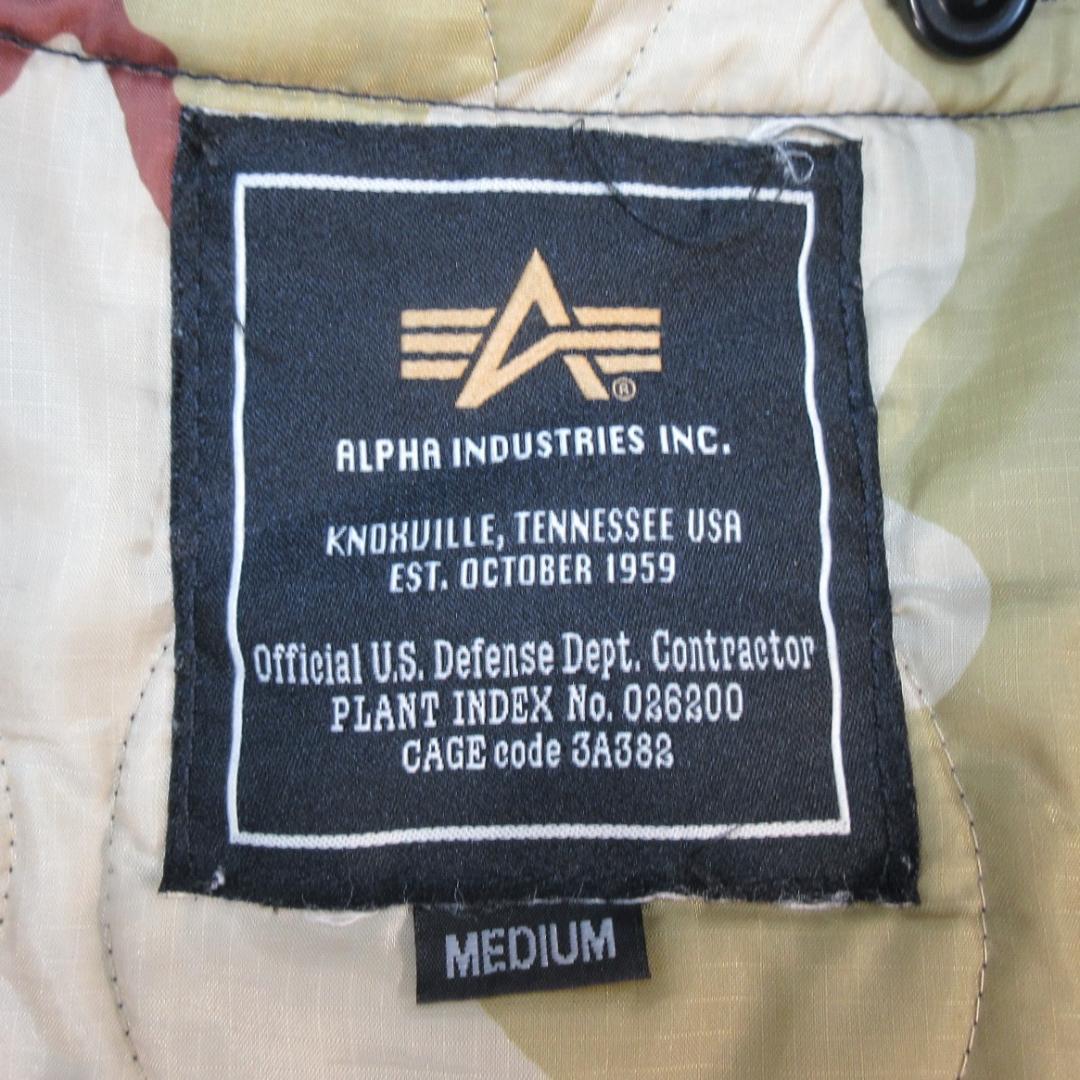 ®
ALPHA INDUSTRIES INC.
KNOXVILLE, TENNESSEE USA
EST. OCTOBER 1959
Official U.S. Defense Dept. Contractor
PLANT INDEX No. 026200
CAGE code 3A382
MEDIUM